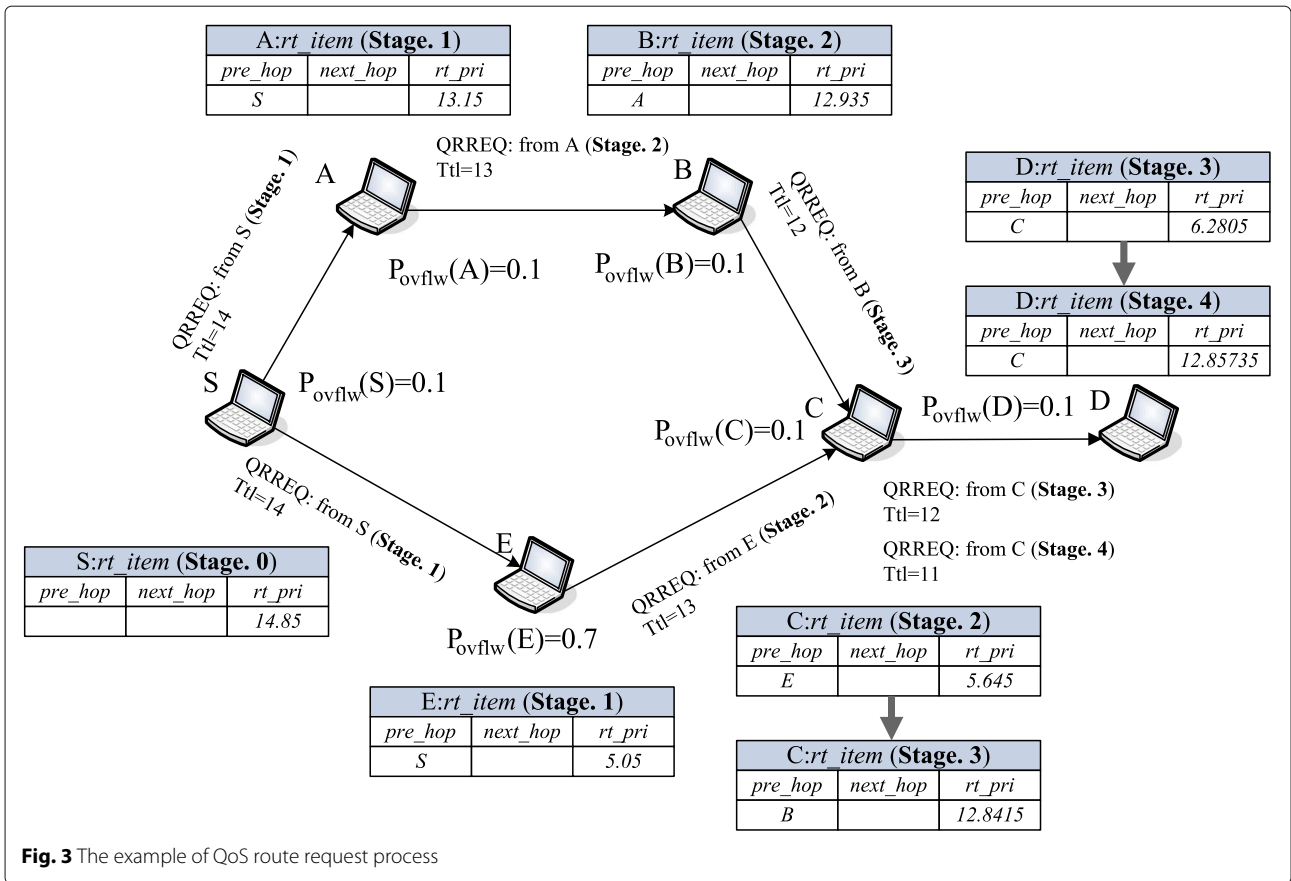 A:rt_item (Stage. 1)
pre_hop next_hop rt_pri
S 13.15
B:rt_item (Stage. 2)
pre_hop next_hop rt_pri
A 12.935
QRREQ: from A (Stage. 2)
Ttl=13
QRREQ: from S (Stage. 1)
Ttl=14
A
B
QRREQ: from B (Stage. 3)
Ttl=12
D:rt_item (Stage. 3)
pre_hop next_hop rt_pri
C 6.2805
D:rt_item (Stage. 4)
pre_hop next_hop rt_pri
C 12.85735
Povflw(A)=0.1
Povflw(B)=0.1
S
Povflw(S)=0.1
Povflw(C)=0.1
C
Povflw(D)=0.1
D
QRREQ: from S (Stage. 1)
Ttl=14
QRREQ: from E (Stage. 2)
Ttl=13
QRREQ: from C (Stage. 3)
Ttl=12
QRREQ: from C (Stage. 4)
Ttl=11
S:rt_item (Stage. 0)
pre_hop next_hop rt_pri
14.85
E
Povflw(E)=0.7
C:rt_item (Stage. 2)
pre_hop next_hop rt_pri
E 5.645
E:rt_item (Stage. 1)
pre_hop next_hop rt_pri
S 5.05
C:rt_item (Stage. 3)
pre_hop next_hop rt_pri
B 12.8415
Fig. 3 The example of QoS route request process